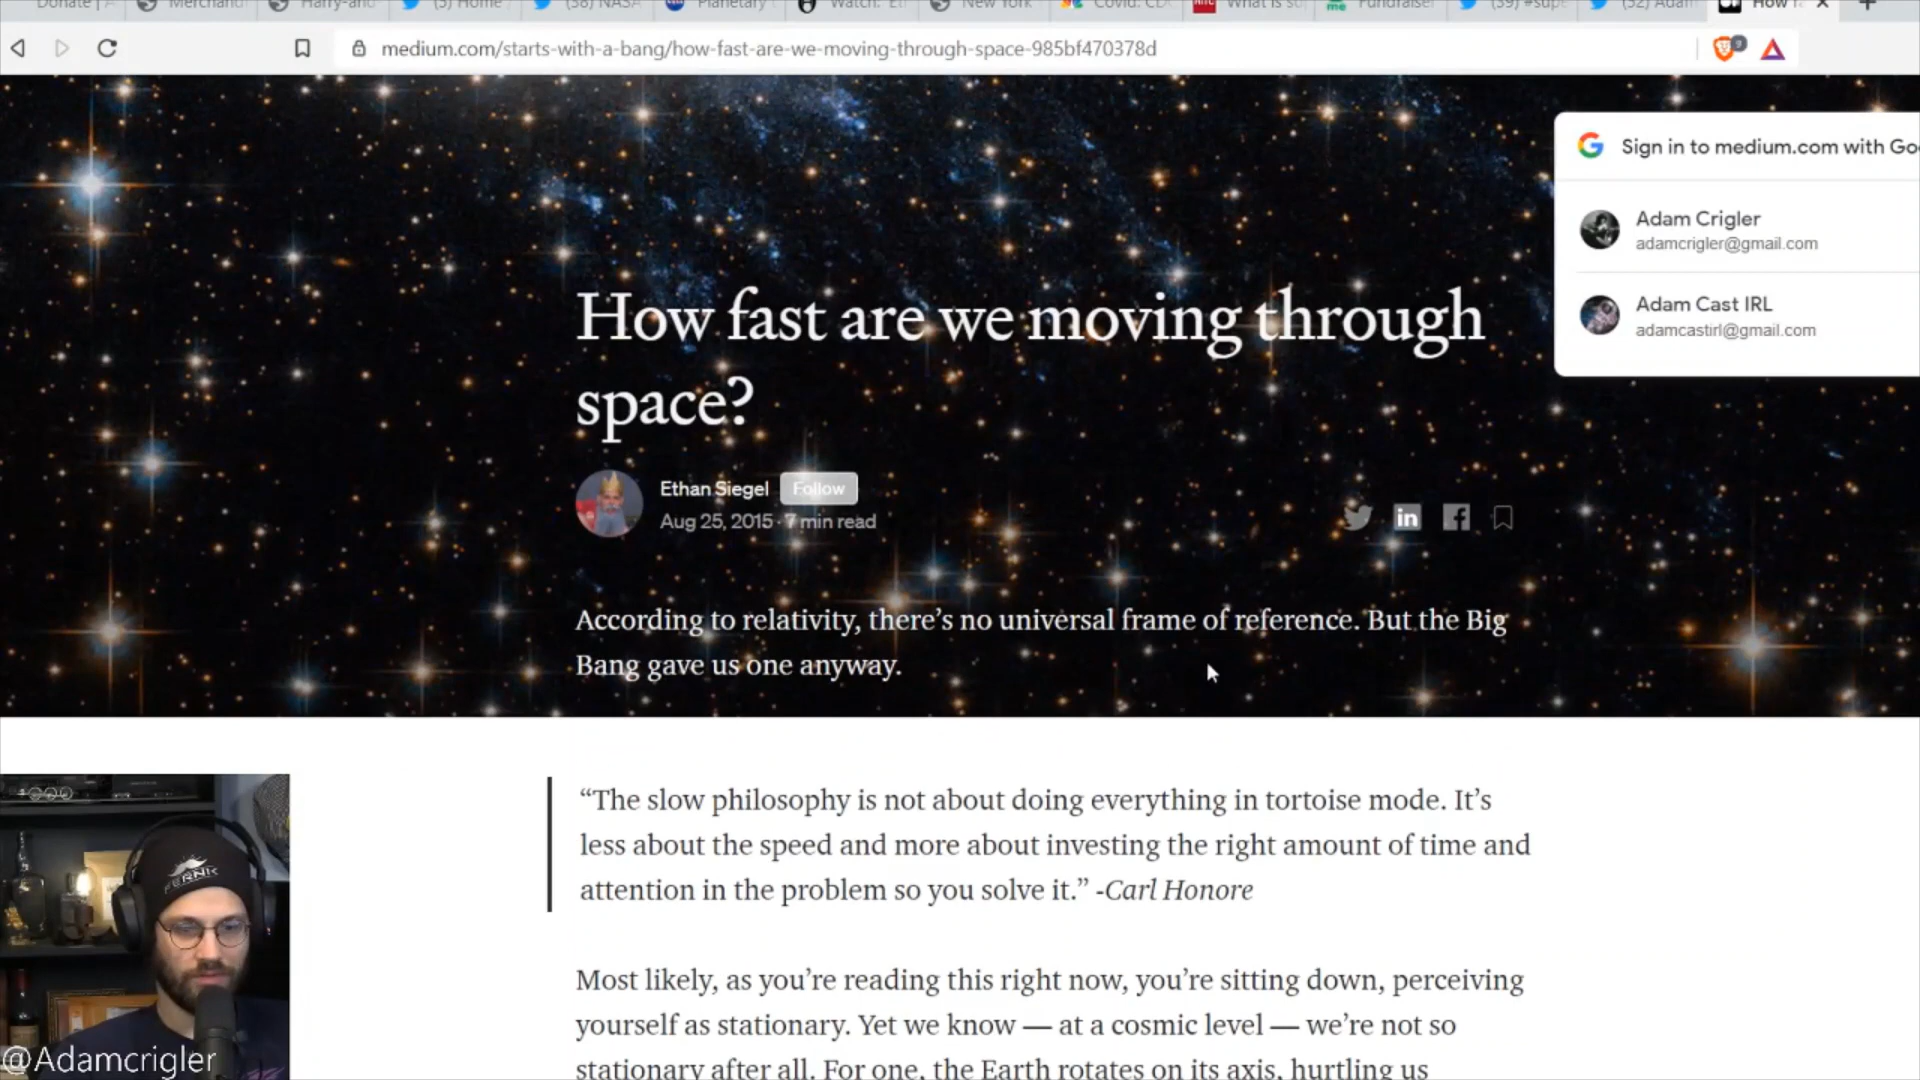 Donate | A
Merchand
Harry-and
(5) Home
(58) NASA
Planetary
Watch: Et
New York
Covid: CD
What is so
Fundraiser
(59) #supe
(52) Adam
How fa
medium.com/starts-with-a-bang/how-fast-are-we-moving-through-space-985bf470378d
9
Sign in to medium.com with Goo
Adam Crigler
adamcrigler@gmail.com
Adam Cast IRL
adamcastirl@gmail.com
How fast are we moving through
space?
Ethan Siegel Follow
Aug 25, 2015 · 7 min read
According to relativity, there’s no universal frame of reference. But the Big
Bang gave us one anyway.
“The slow philosophy is not about doing everything in tortoise mode. It’s
less about the speed and more about investing the right amount of time and
attention in the problem so you solve it.” -Carl Honore
Most likely, as you’re reading this right now, you’re sitting down, perceiving
yourself as stationary. Yet we know — at a cosmic level — we’re not so
stationary after all. For one, the Earth rotates on its axis, hurtling us
@Adamcrigler